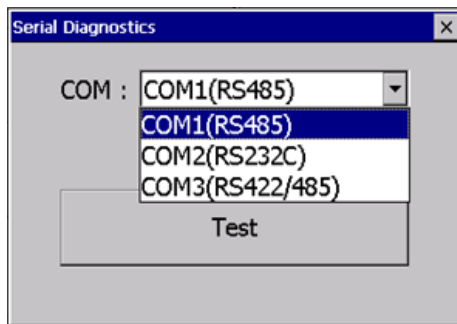 Serial Diagnostics
COM : COM1(RS485)
COM1(RS485)
COM2(RS232C)
COM3(RS422/485)
Test